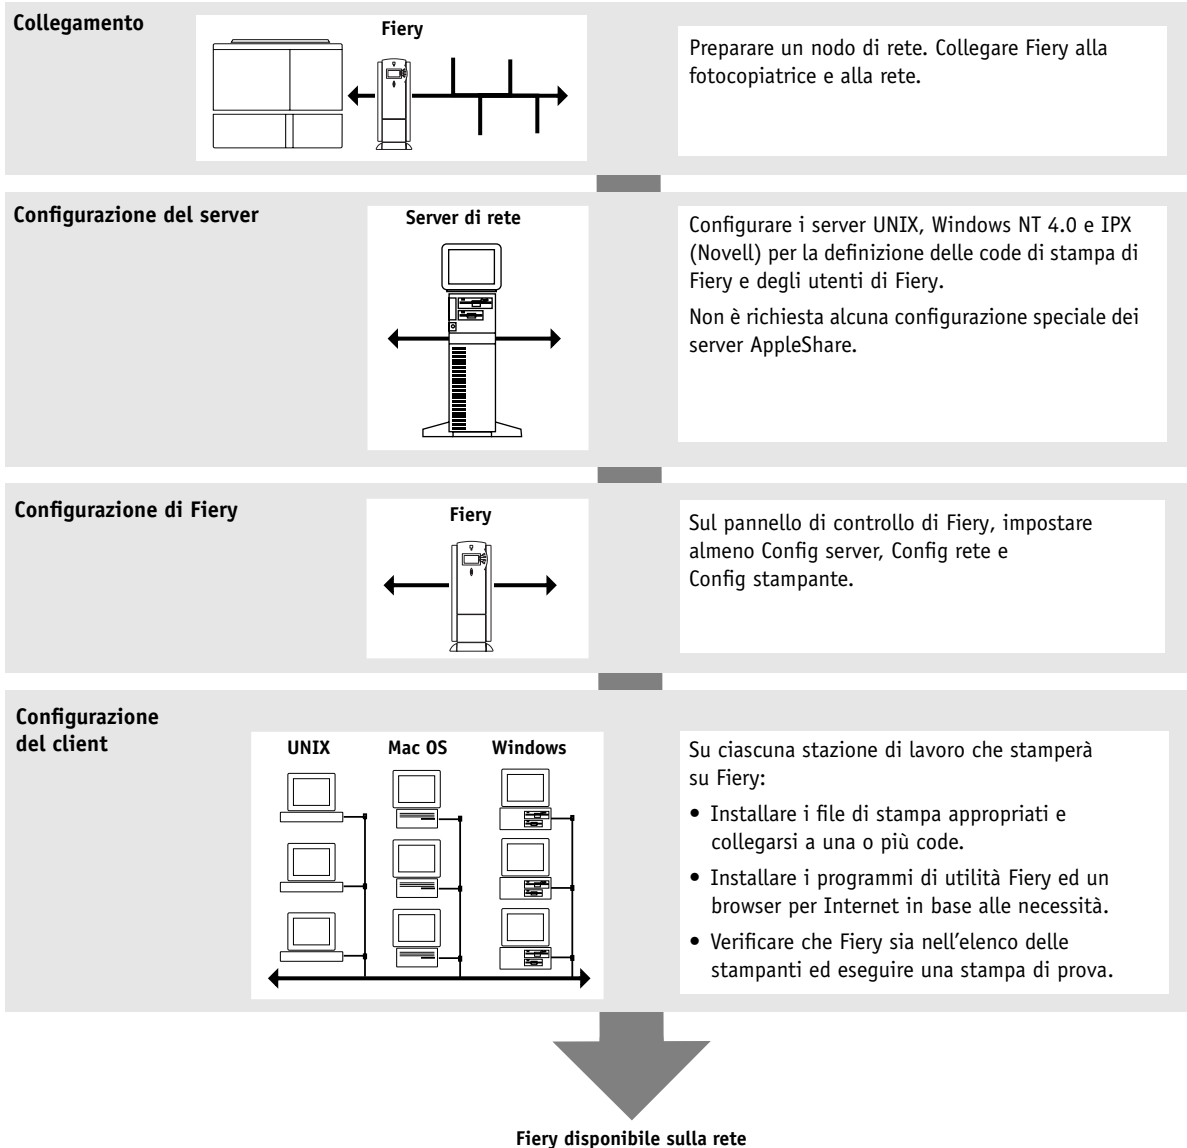 Collegamento
Fiery
Preparare un nodo di rete. Collegare Fiery alla
fotocopiatrice e alla rete.
Configurazione del server
Server di rete
Configurare i server UNIX, Windows NT 4.0 e IPX
(Novell) per la definizione delle code di stampa di
Fiery e degli utenti di Fiery.
Non è richiesta alcuna configurazione speciale dei
server AppleShare.
Configurazione di Fiery
Fiery
Sul pannello di controllo di Fiery, impostare
almeno Config server, Config rete e
Config stampante.
Configurazione
del client
UNIX
Mac OS
Windows
Su ciascuna stazione di lavoro che stamperà
su Fiery:
• Installare i file di stampa appropriati e
collegarsi a una o più code.
• Installare i programmi di utilità Fiery ed un
browser per Internet in base alle necessità.
• Verificare che Fiery sia nell’elenco delle
stampanti ed eseguire una stampa di prova.
Fiery disponibile sulla rete